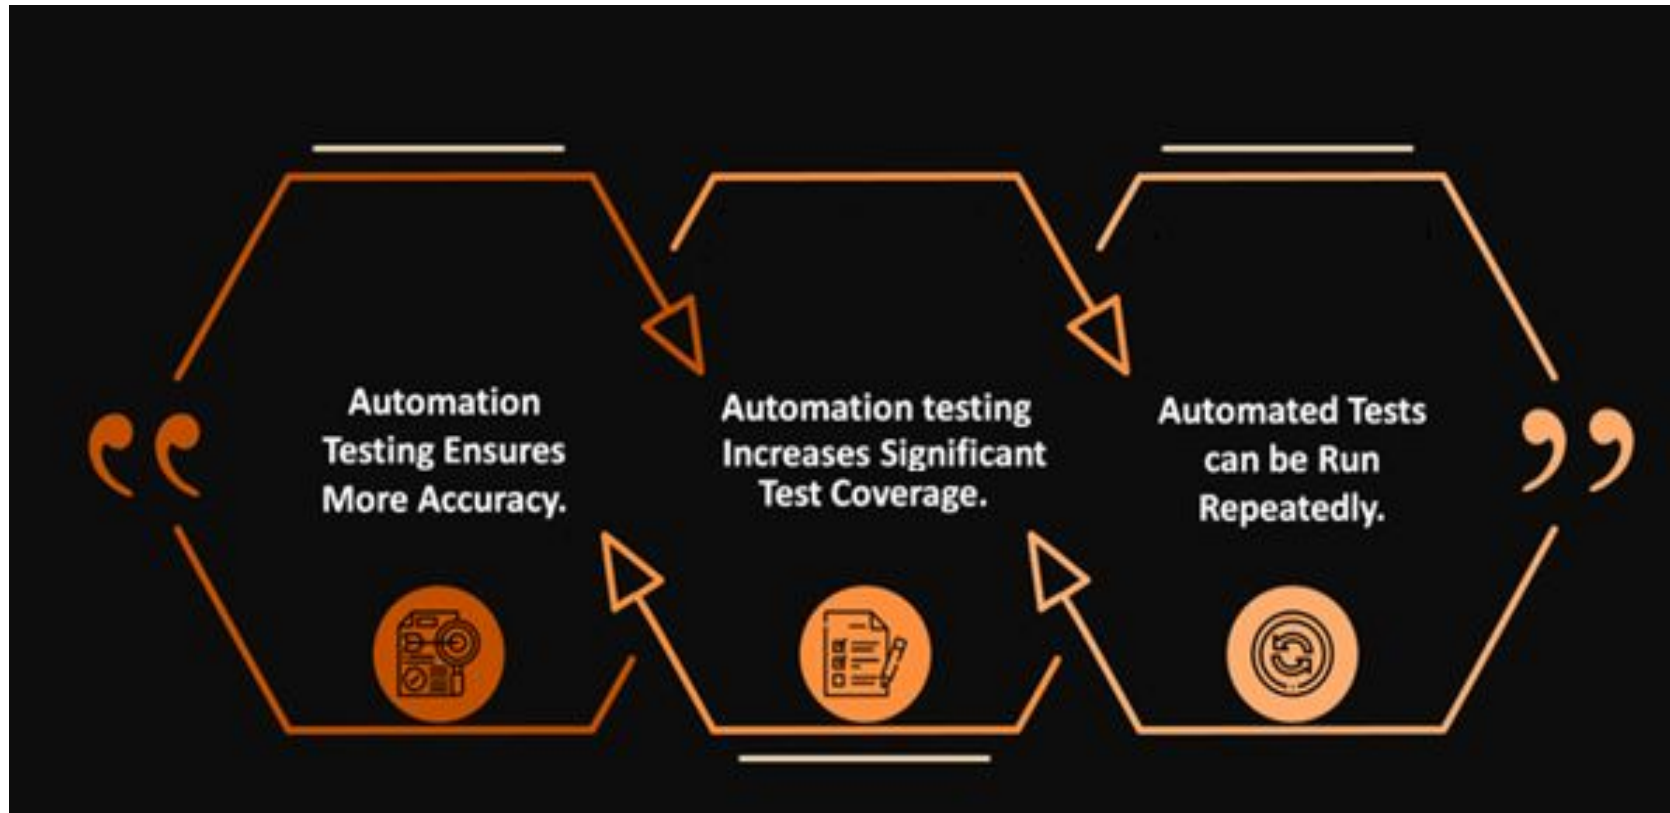 Automation
Testing Ensures
More Accuracy.
Automation testing
Increases Significant
Test Coverage.
Automated Tests
can be Run
Repeatedly.